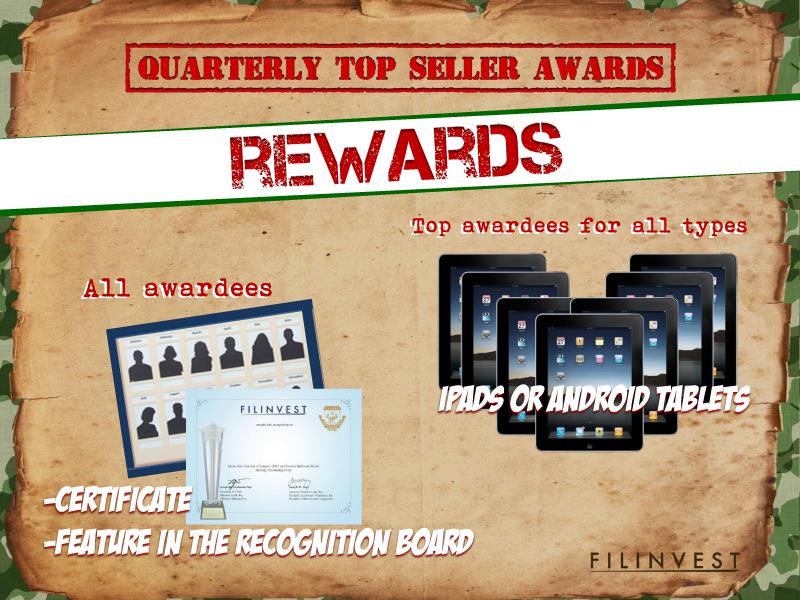 QUARTERLY TOP SELLER AWARDS
REWARDS
Top awardees for all types
All awardees
IPADS OR ANDROID TABLETS
FILINVEST
-CERTIFICATE
-FEATURE IN THE RECOGNITION BOARD
FILINVEST